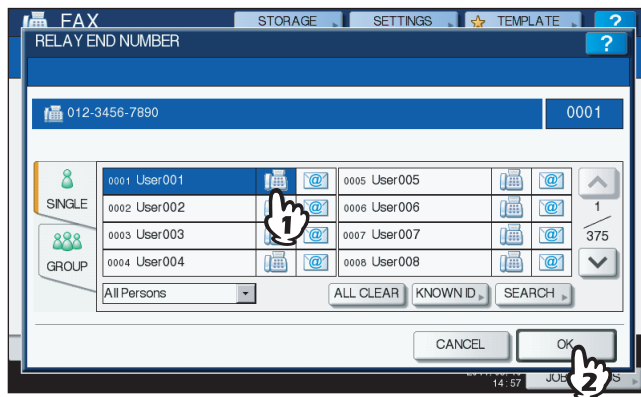 FAX STORAGE SETTINGS TEMPLATE ?
RELAY END NUMBER ?
012-3456-7890 0001
SINGLE
GROUP
0001 User001 0005 User005
0002 User002 0006 User006
0003 User003 0007 User007
0004 User004 0008 User008
1
375
All Persons ALL CLEAR KNOWN ID SEARCH
1
CANCEL OK
14:57
2